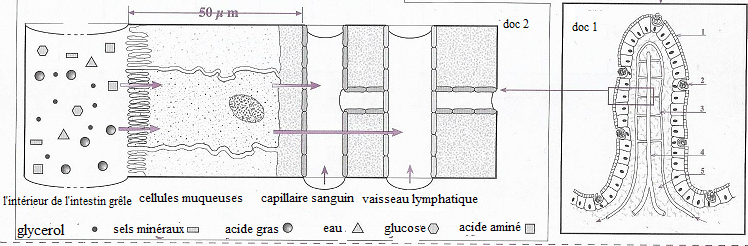 50 µ m
doc 2
doc 1
1
2
3
4
5
l'intérieur de l'intestin grêle cellules muqueuses capillaire sanguin vaisseau lymphatique
glycerol sels minéraux acide gras eau glucose acide aminé